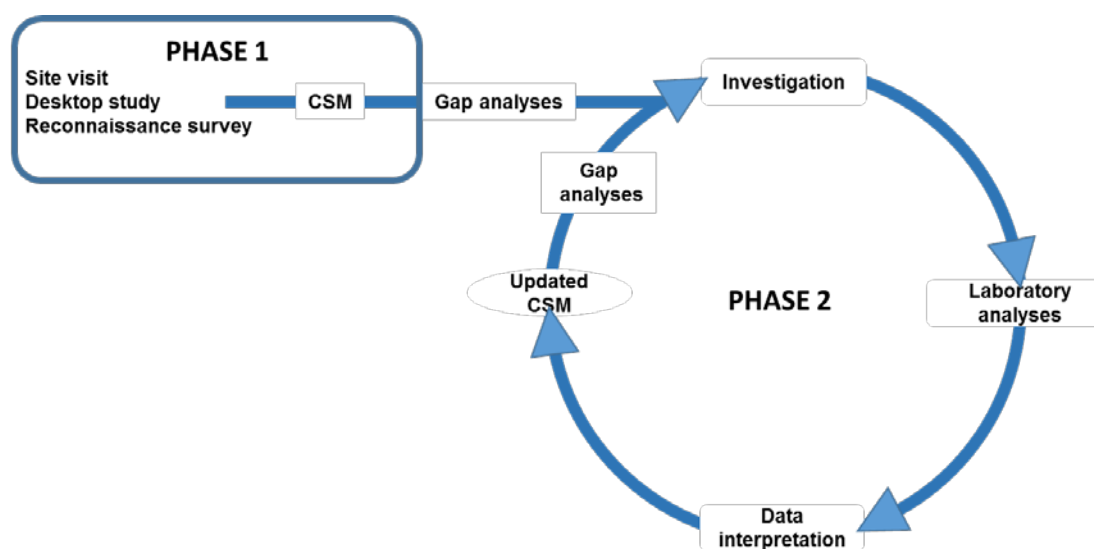 PHASE 1
Site visit
Desktop study
Reconnaissance survey
CSM
Gap analyses
Investigation
Gap
analyses
Updated
CSM
PHASE 2
Laboratory
analyses
Data
interpretation